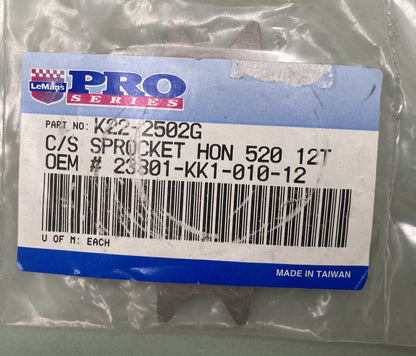 LeMans
PRO
SERIES
PART NO: K22-2502G
C/S SPROCKET HON 520 12T
OEM # 23801-KK1-010-12
U OF M: EACH
MADE IN TAIWAN